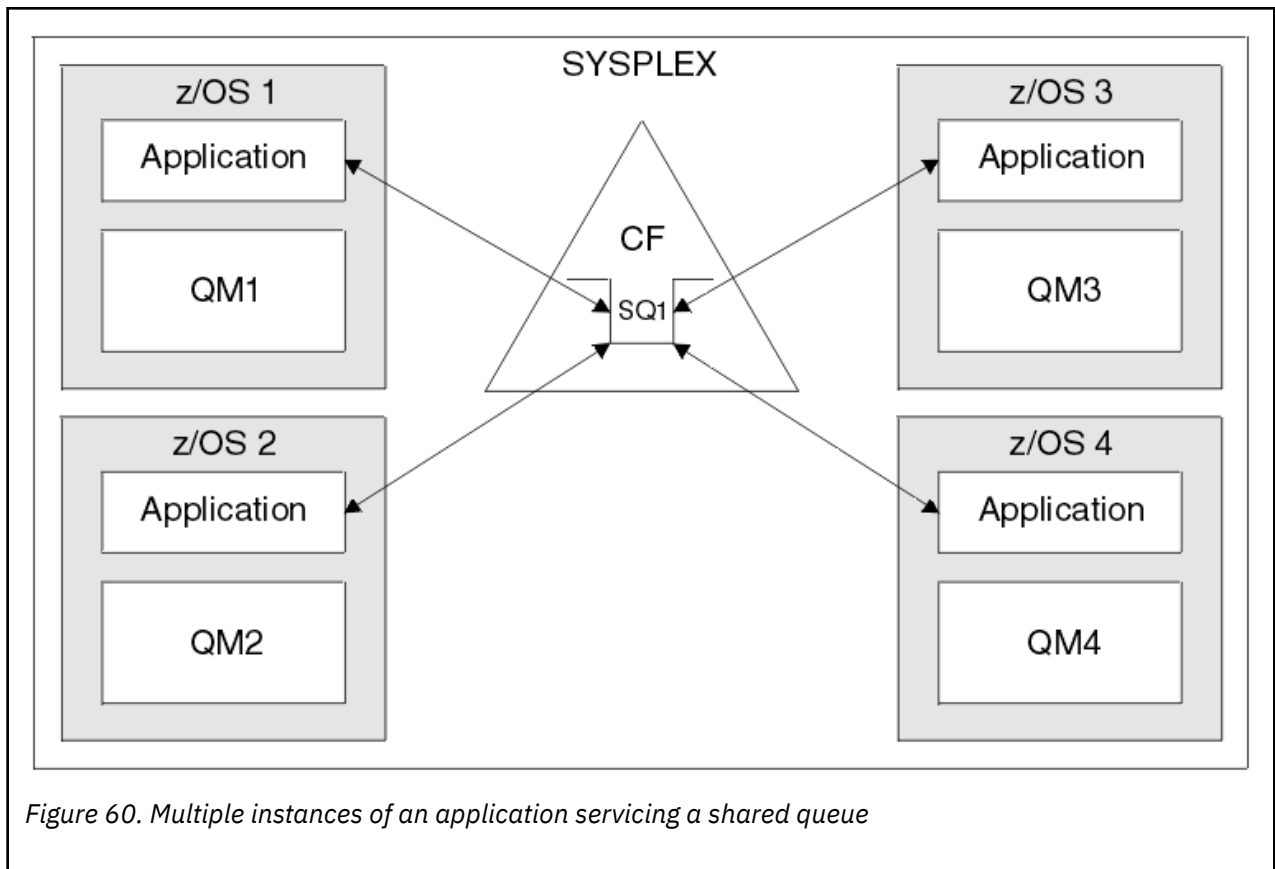 SYSPLEX
z/OS 1
Application
QM1
z/OS 2
Application
QM2
CF
SQ1
z/OS 3
Application
QM3
z/OS 4
Application
QM4
Figure 60. Multiple instances of an application servicing a shared queue